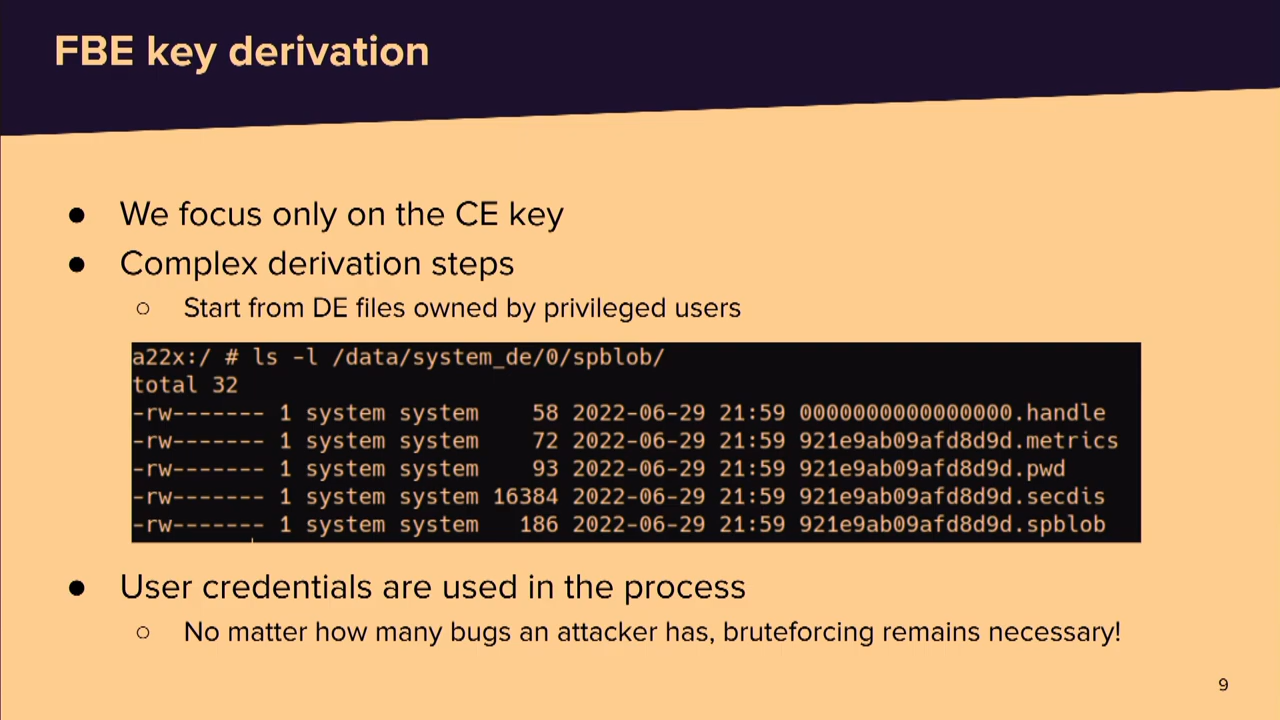 FBE key derivation
● We focus only on the CE key
● Complex derivation steps
○ Start from DE files owned by privileged users
a22x:/ # ls -l /data/system_de/0/spblob/
total 32
-rw------- 1 system system    58 2022-06-29 21:59 0000000000000000.handle
-rw------- 1 system system    72 2022-06-29 21:59 921e9ab09afd8d9d.metrics
-rw------- 1 system system    93 2022-06-29 21:59 921e9ab09afd8d9d.pwd
-rw------- 1 system system 16384 2022-06-29 21:59 921e9ab09afd8d9d.secdis
-rw------- 1 system system   186 2022-06-29 21:59 921e9ab09afd8d9d.spblob
● User credentials are used in the process
○ No matter how many bugs an attacker has, bruteforcing remains necessary!
9